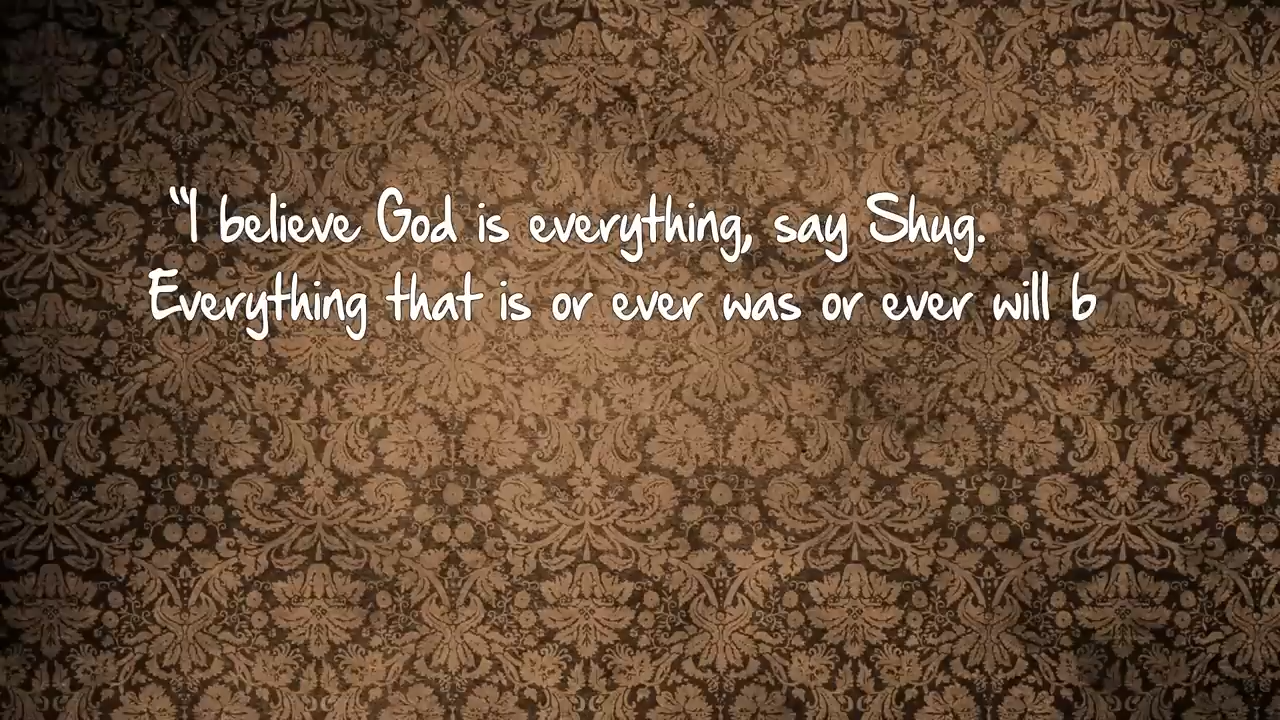 “I believe God is everything, say Shug.
Everything that is or ever was or ever will b